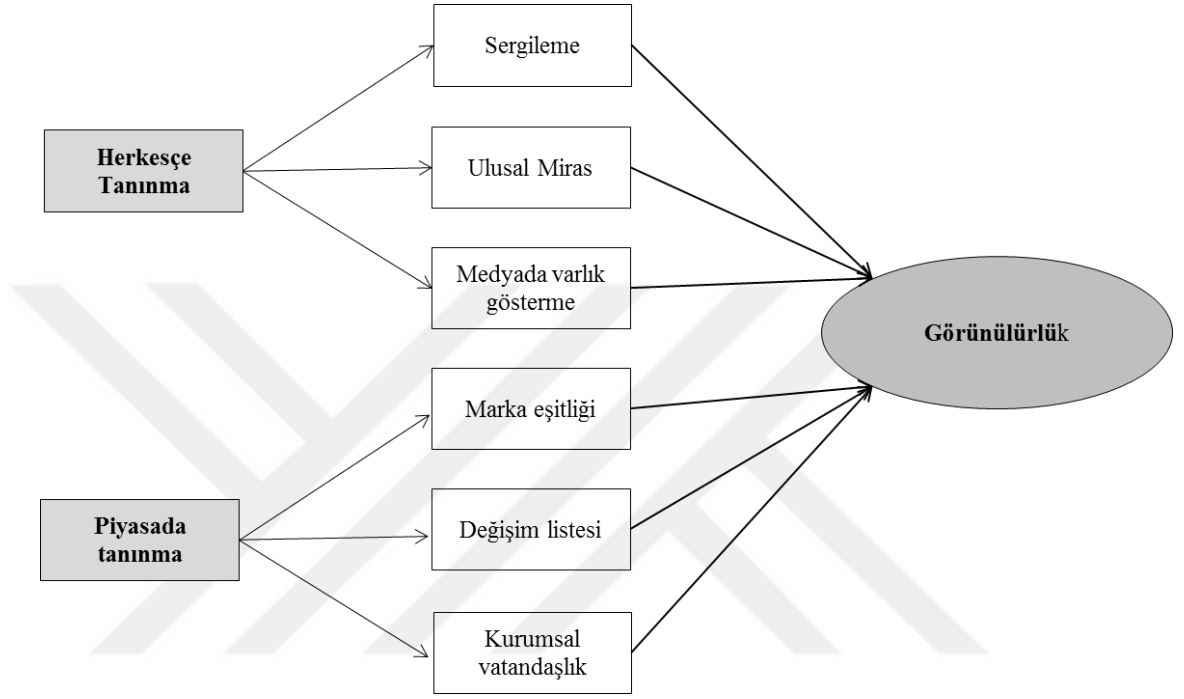 Sergileme
Herkesçe
Tanınma
Ulusal Miras
Medyada varlık
gösterme
Görünülürlük
Marka eşitliği
Piyasada
tanınma
Değişim listesi
Kurumsal
vatandaşlık